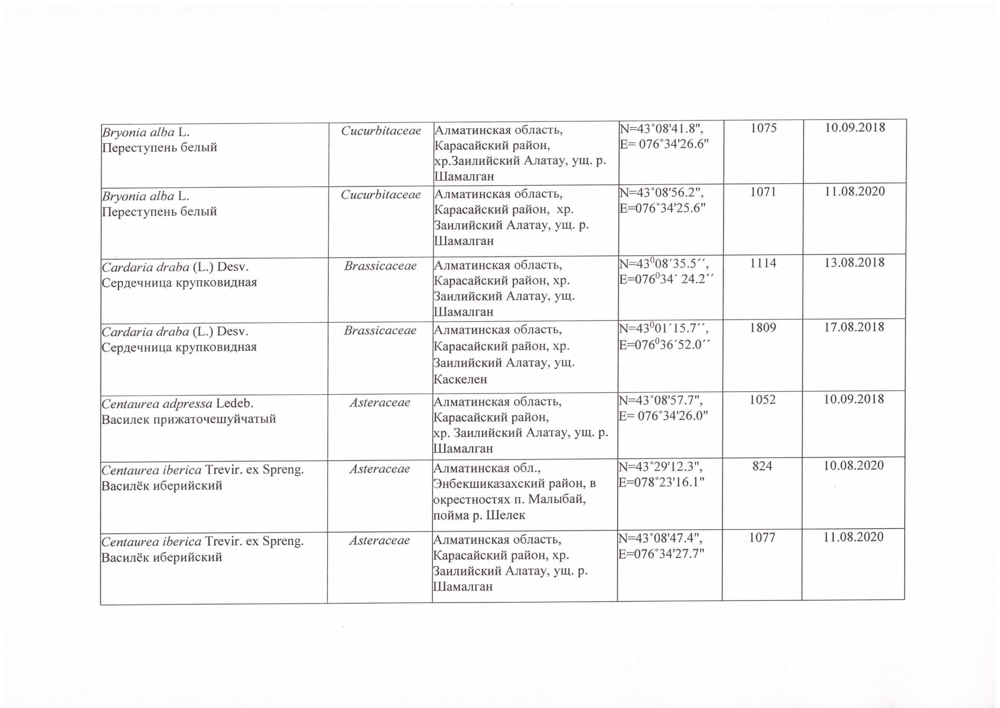 Bryonia alba L.
Переступень белый
Cucurbitaceae
Алматинская область,
Карасайский район,
хр.Заилийский Алатау, ущ. р.
Шамалган
N=43°08'41.8",
E= 076°34'26.6"
1075
10.09.2018
Bryonia alba L.
Переступень белый
Cucurbitaceae
Алматинская область,
Карасайский район,  хр.
Заилийский Алатау, ущ. р.
Шамалган
N=43°08'56.2",
E=076°34'25.6"
1071
11.08.2020
Cardaria draba (L.) Desv.
Сердечница крупковидная
Brassicaceae
Алматинская область,
Карасайский район, хр.
Заилийский Алатау, ущ.
Шамалган
N=43⁰08´35.5´´,
E=076⁰34´ 24.2´´
1114
13.08.2018
Cardaria draba (L.) Desv.
Сердечница крупковидная
Brassicaceae
Алматинская область,
Карасайский район, хр.
Заилийский Алатау, ущ.
Каскелен
N=43⁰01´15.7´´,
E=076⁰36´52.0´´
1809
17.08.2018
Centaurea adpressa Ledeb.
Василек прижаточешуйчатый
Asteraceae
Алматинская область,
Карасайский район,
хр. Заилийский Алатау, ущ. р.
Шамалган
N=43°08'57.7",
E= 076°34'26.0"
1052
10.09.2018
Centaurea iberica Trevir. ex Spreng.
Василёк иберийский
Asteraceae
Алматинская обл.,
Энбекшиказахский район, в
окрестностях п. Малыбай,
пойма р. Шелек
N=43°29'12.3",
E=078°23'16.1"
824
10.08.2020
Centaurea iberica Trevir. ex Spreng.
Василёк иберийский
Asteraceae
Алматинская область,
Карасайский район, хр.
Заилийский Алатау, ущ. р.
Шамалган
N=43°08'47.4",
E=076°34'27.7"
1077
11.08.2020